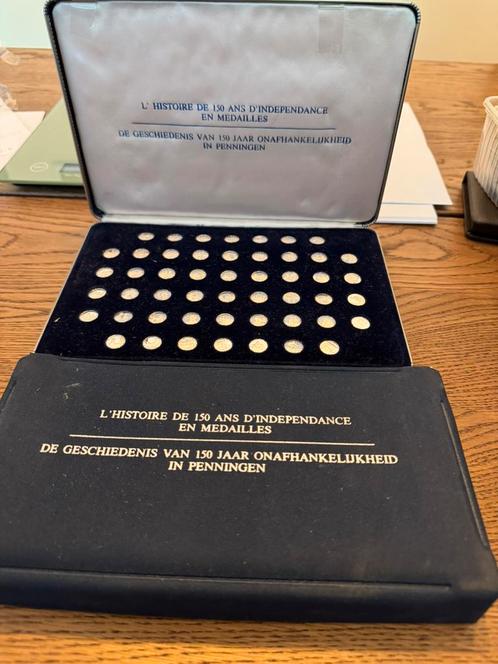 L' HISTOIRE DE 150 ANS D'INDEPENDANCE
EN MEDAILLES
DE GESCHIEDENIS VAN 150 JAAR ONAFHANKELIJKHEID
IN PENNINGEN
L'HISTOIRE DE 150 ANS D'INDEPENDANCE
EN MEDAILLES
DE GESCHIEDENIS VAN 150 JAAR ONAFHANKELIJKHEID
IN PENNINGEN